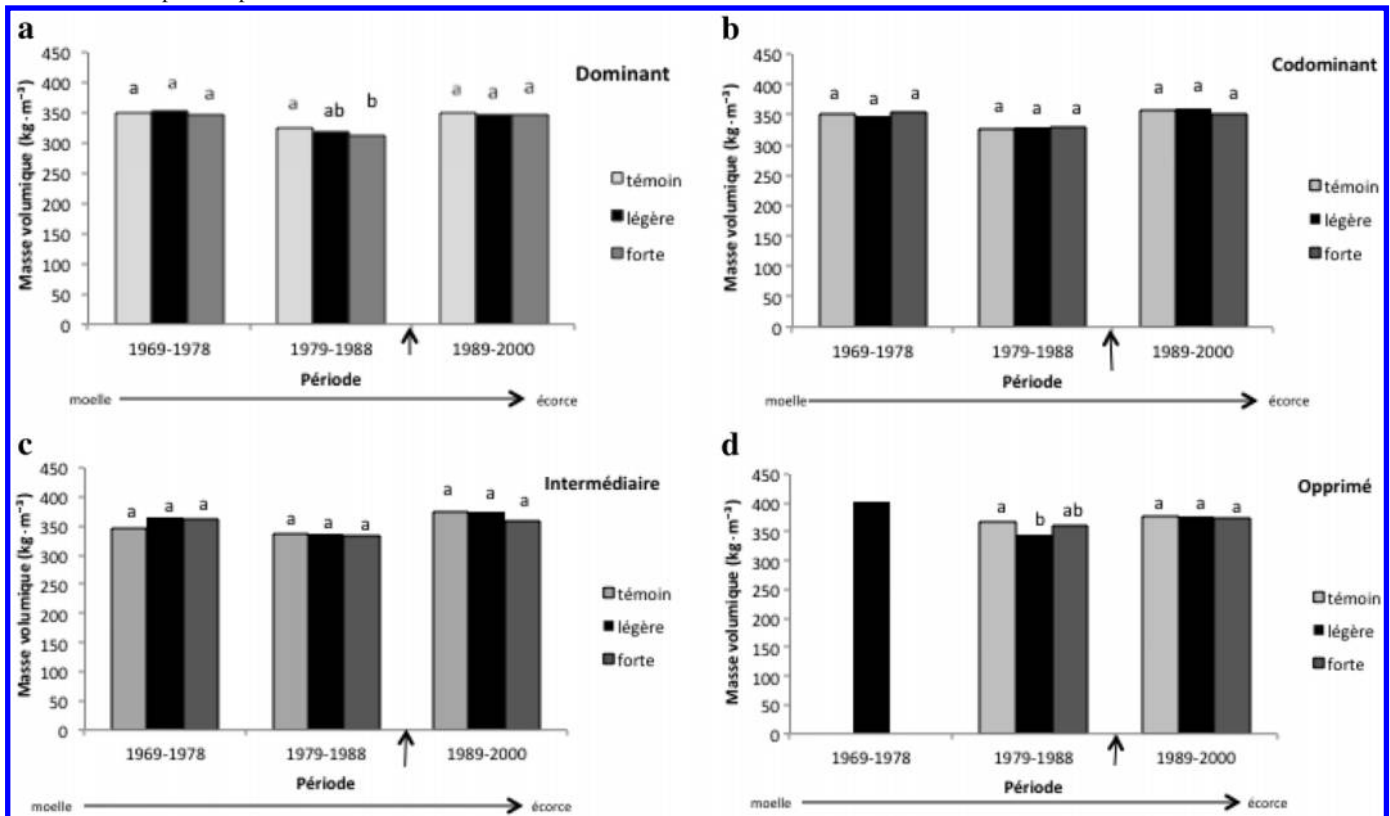 a
Dominant
Masse volumique (kg·m⁻³)
450
400
350
300
250
200
150
100
50
0
a a a
a ab b
a a a
témoin
légère
forte
1969-1978 1979-1988 1989-2000
Période
moelle écorce
b
Codominant
Masse volumique (kg·m⁻³)
450
400
350
300
250
200
150
100
50
0
a a a
a a a
a a a
témoin
légère
forte
1969-1978 1979-1988 1989-2000
Période
moelle écorce
c
Intermédiaire
Masse volumique (kg·m⁻³)
450
400
350
300
250
200
150
100
50
0
a a a
a a a
a a a
témoin
légère
forte
1969-1978 1979-1988 1989-2000
Période
moelle écorce
d
Opprimé
Masse volumique (kg·m⁻³)
450
400
350
300
250
200
150
100
50
0
a b ab
a a a
témoin
légère
forte
1969-1978 1979-1988 1989-2000
Période
moelle écorce